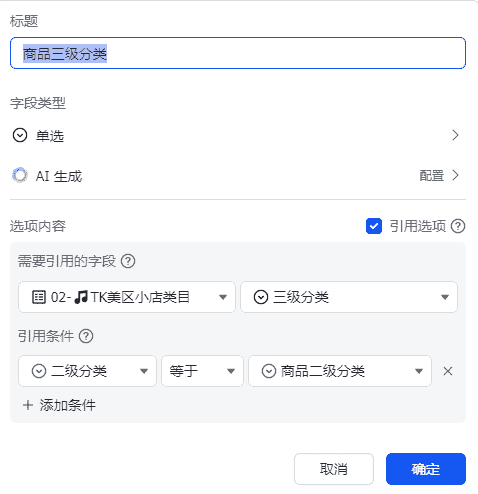 标题
商品三级分类
字段类型
单选
AI 生成 配置
选项内容 引用选项
需要引用的字段
02-🎵TK美区小店类目 三级分类
引用条件
二级分类 等于 商品二级分类
添加条件
取消 确定